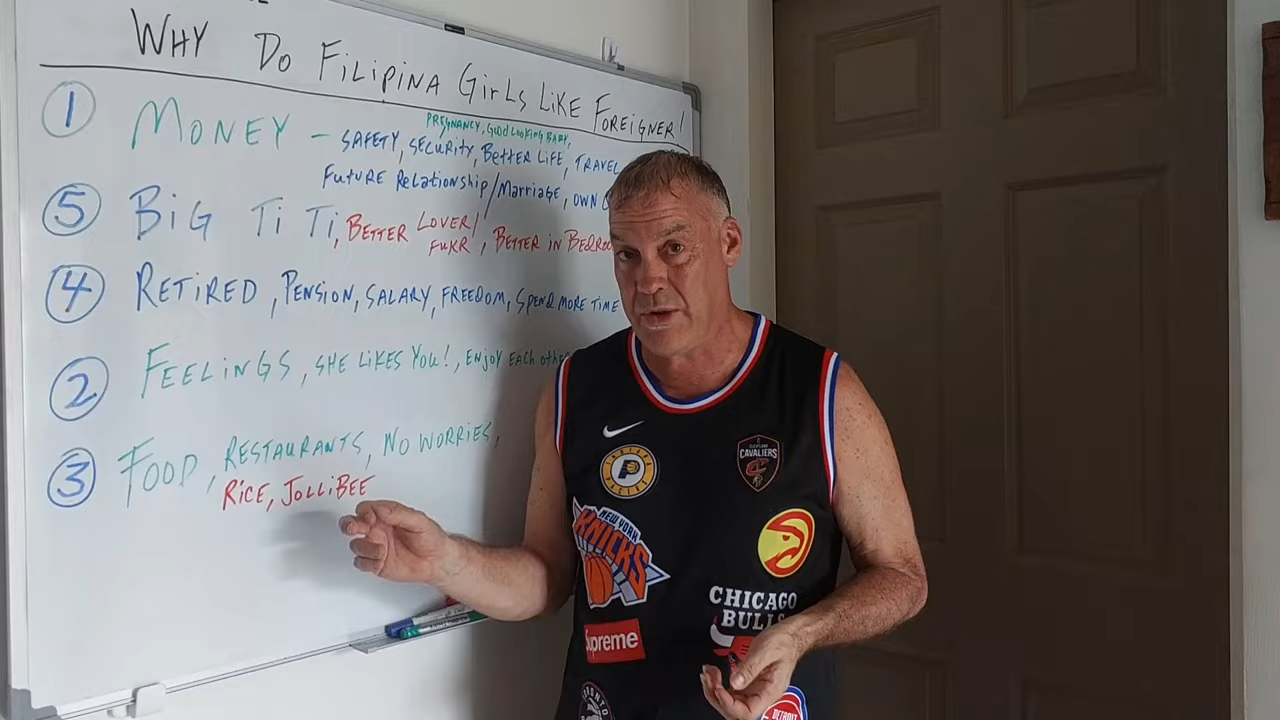 WHY DO FILIPINA GIRLS LIKE FOREIGNER!
① MONEY – SAFETY, SECURITY, BETTER LIFE, TRAVEL
PREGNANCY, GOOD LOOKING BABY,
FUTURE RELATIONSHIP/MARRIAGE, OWN
⑤ BIG TI TI, BETTER LOVER/
FUKR, BETTER IN
④ RETIRED, PENSION, SALARY, FREEDOM, SPEND MORE TIME
② FEELINGS, SHE LIKES YOU!, ENJOY EACH
③ FOOD, RESTAURANTS, NO WORRIES,
RICE, JOLLIBEE
INDIANA
PACERS
CLEVELAND
CAVALIERS
NEW YORK
KNICKS
CHICAGO
BULLS
Supreme
TORONTO
DETROIT